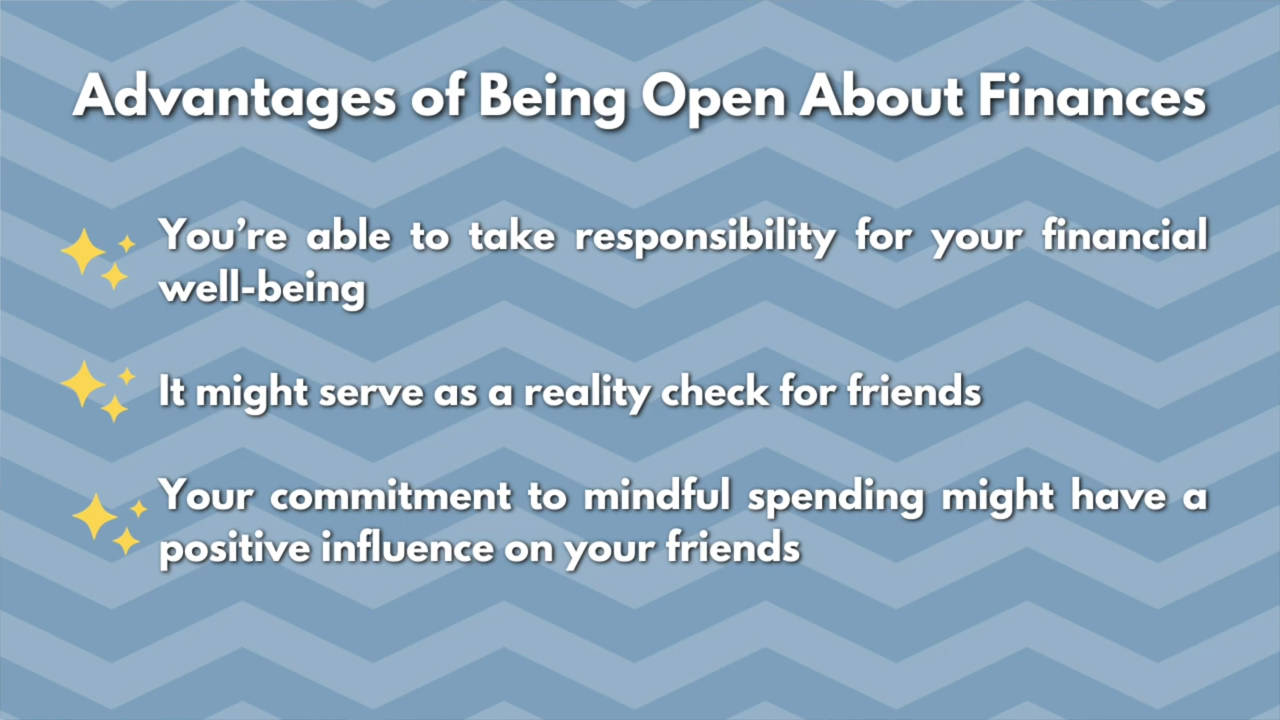 Advantages of Being Open About Finances
You’re able to take responsibility for your financial
well-being
It might serve as a reality check for friends
Your commitment to mindful spending might have a
positive influence on your friends